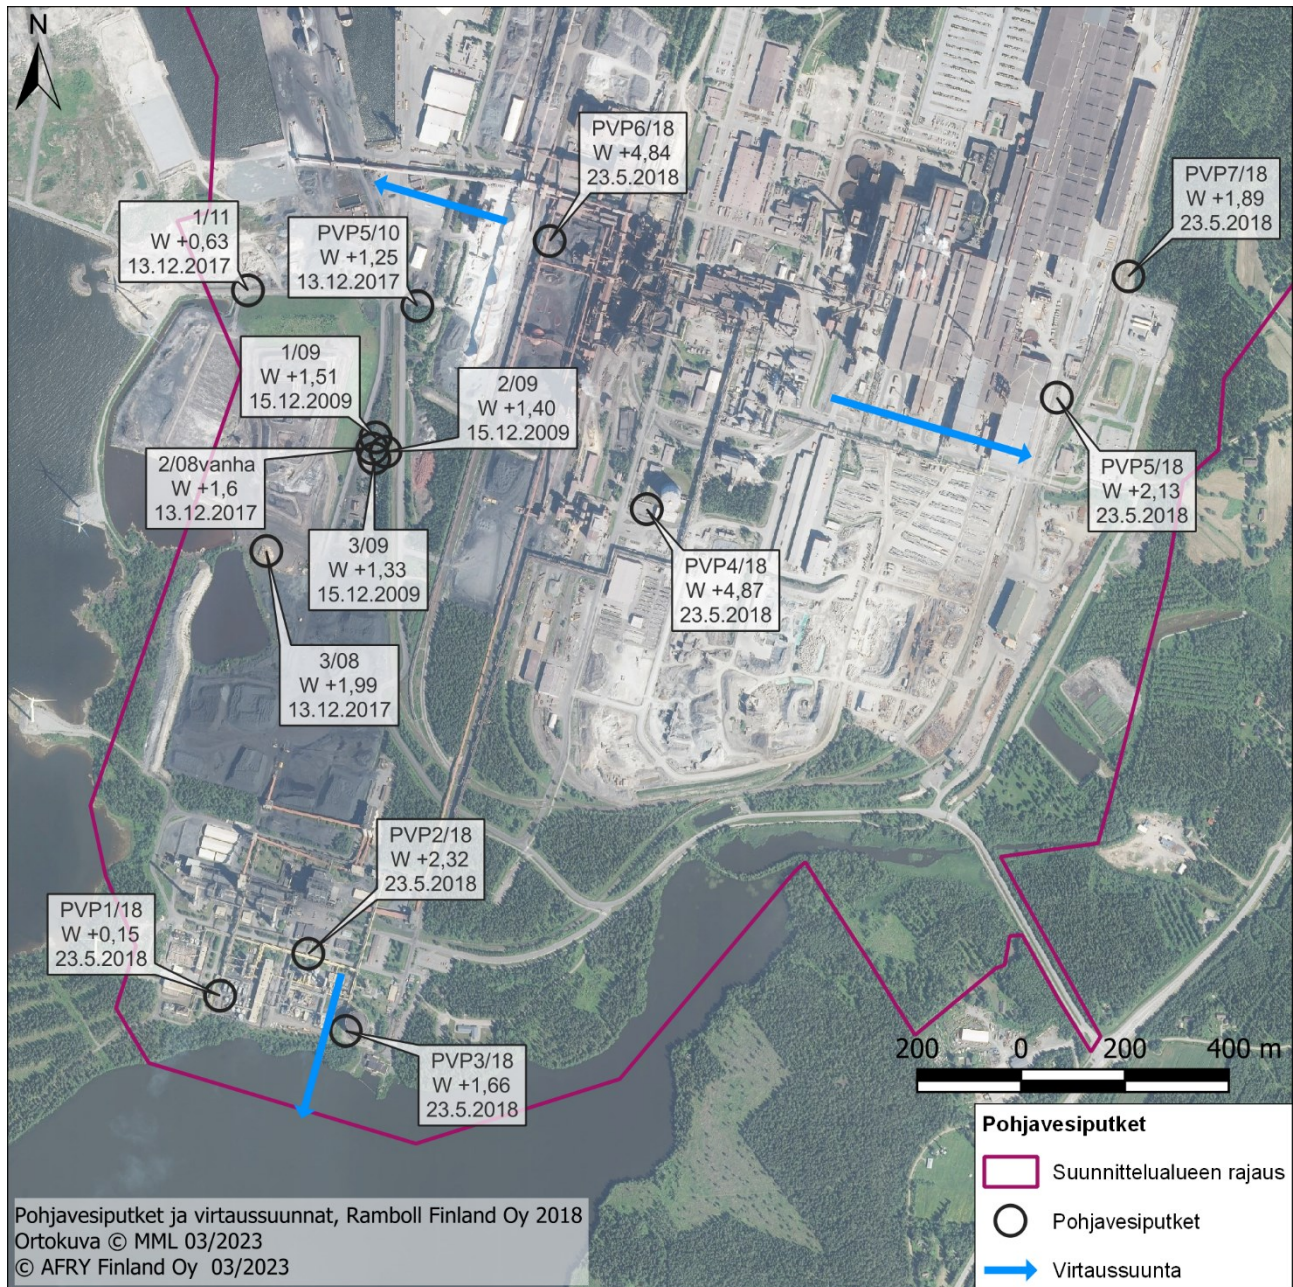 N
PVP6/18
W +4,84
23.5.2018
PVP7/18
W +1,89
23.5.2018
1/11
W +0,63
13.12.2017
PVP5/10
W +1,25
13.12.2017
1/09
W +1,51
15.12.2009
2/09
W +1,40
15.12.2009
2/08vanha
W +1,6
13.12.2017
PVP5/18
W +2,13
23.5.2018
3/09
W +1,33
15.12.2009
PVP4/18
W +4,87
23.5.2018
3/08
W +1,99
13.12.2017
PVP2/18
W +2,32
23.5.2018
PVP1/18
W +0,15
23.5.2018
PVP3/18
W +1,66
23.5.2018
200 0 200 400 m
Pohjavesiputket
Suunnittelualueen rajaus
Pohjavesiputket
Virtaussuunta
Pohjavesiputket ja virtaussuunnat, Ramboll Finland Oy 2018
Ortokuva © MML 03/2023
© AFRY Finland Oy 03/2023